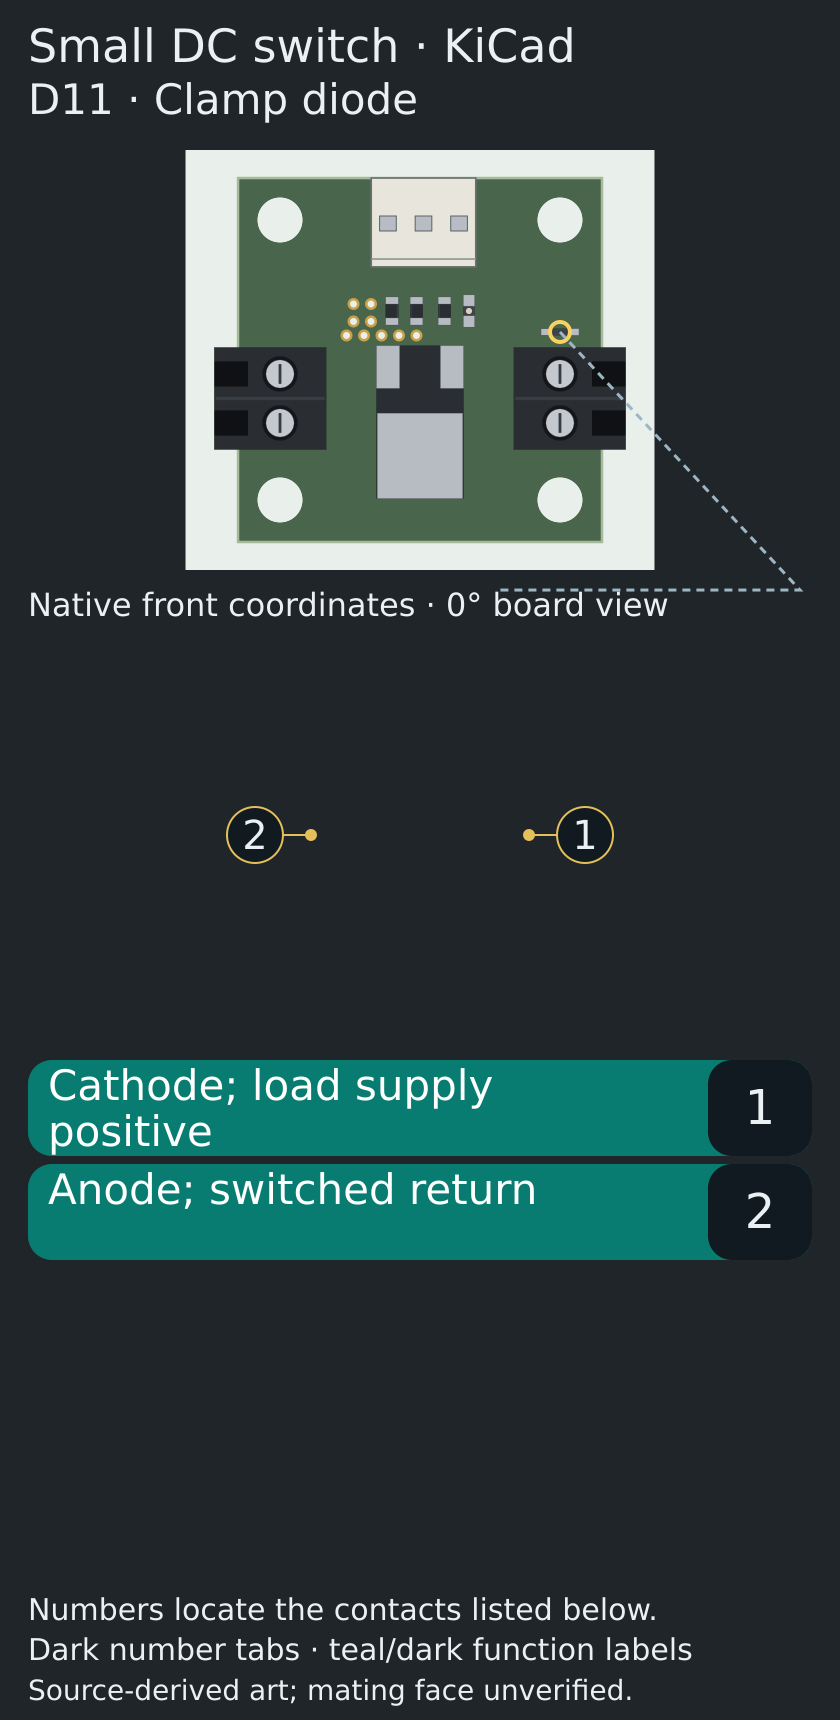 Small DC switch · KiCad
D11 · Clamp diode
Native front coordinates · 0° board view
2
1
Cathode; load supply
positive
1
Anode; switched return
2
Numbers locate the contacts listed below.
Dark number tabs · teal/dark function labels
Source-derived art; mating face unverified.